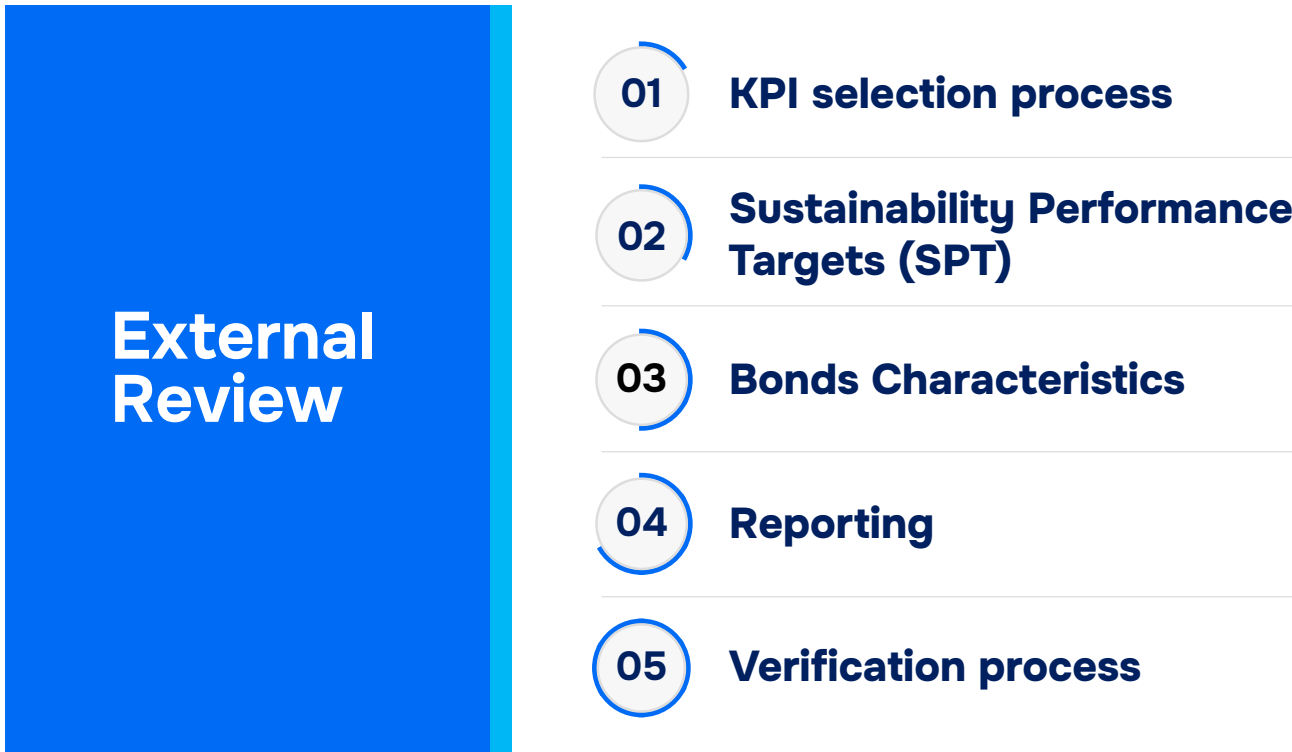 External
Review
01
KPI selection process
02
Sustainability Performance
Targets (SPT)
03
Bonds Characteristics
04
Reporting
05
Verification process